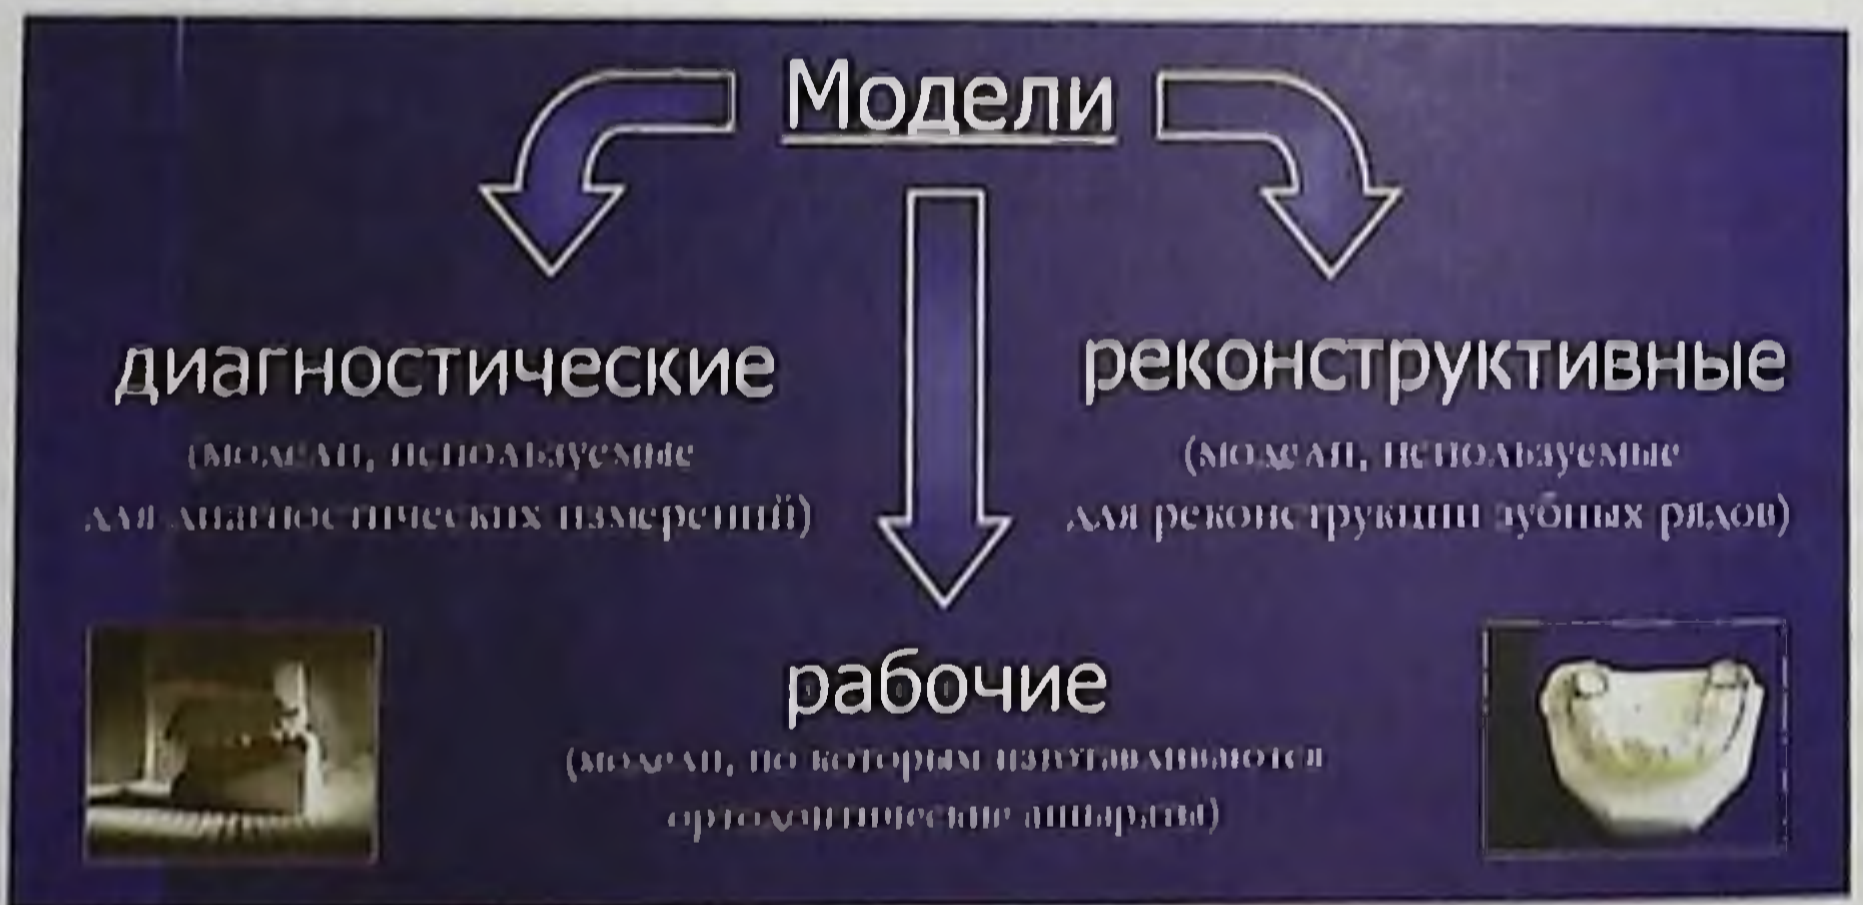 Модели
диагностические
(модели, используемые
для диагностических измерений)
реконструктивные
(модели, используемые
для реконструкции зубных рядов)
рабочие
(модели, по которым изготавливаются
ортодонтические аппараты)